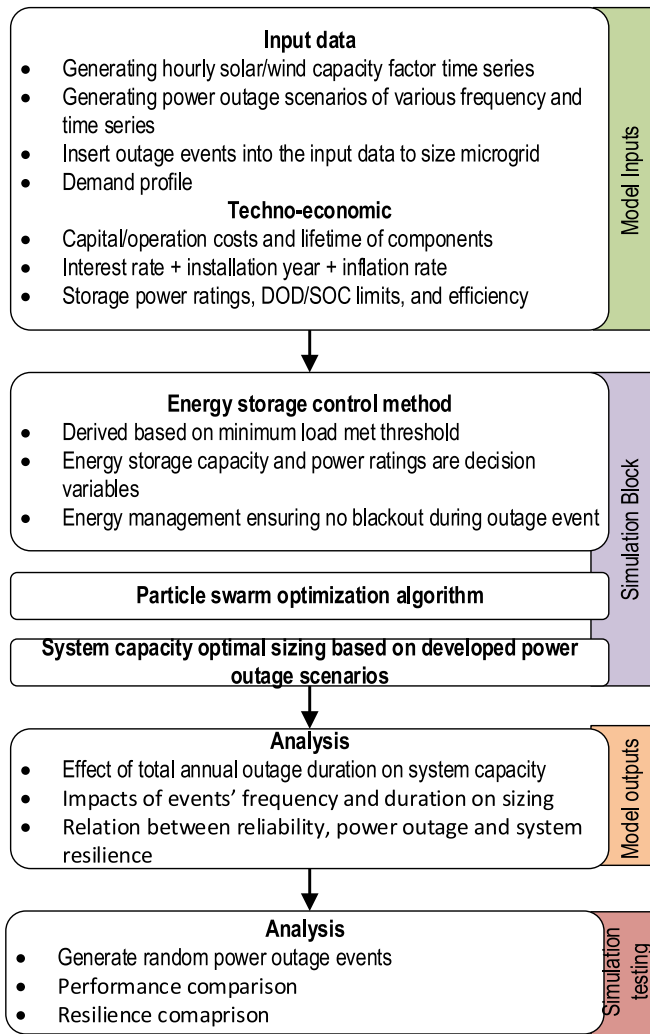 Input data
• Generating hourly solar/wind capacity factor time series
• Generating power outage scenarios of various frequency and
time series
• Insert outage events into the input data to size microgrid
• Demand profile
Techno-economic
• Capital/operation costs and lifetime of components
• Interest rate + installation year + inflation rate
• Storage power ratings, DOD/SOC limits, and efficiency
Model Inputs
Energy storage control method
• Derived based on minimum load met threshold
• Energy storage capacity and power ratings are decision
variables
• Energy management ensuring no blackout during outage event
Particle swarm optimization algorithm
System capacity optimal sizing based on developed power
outage scenarios
Simulation Block
Analysis
• Effect of total annual outage duration on system capacity
• Impacts of events' frequency and duration on sizing
• Relation between reliability, power outage and system
resilience
Model outputs
Analysis
• Generate random power outage events
• Performance comparison
• Resilience comaprison
Simulation
testing